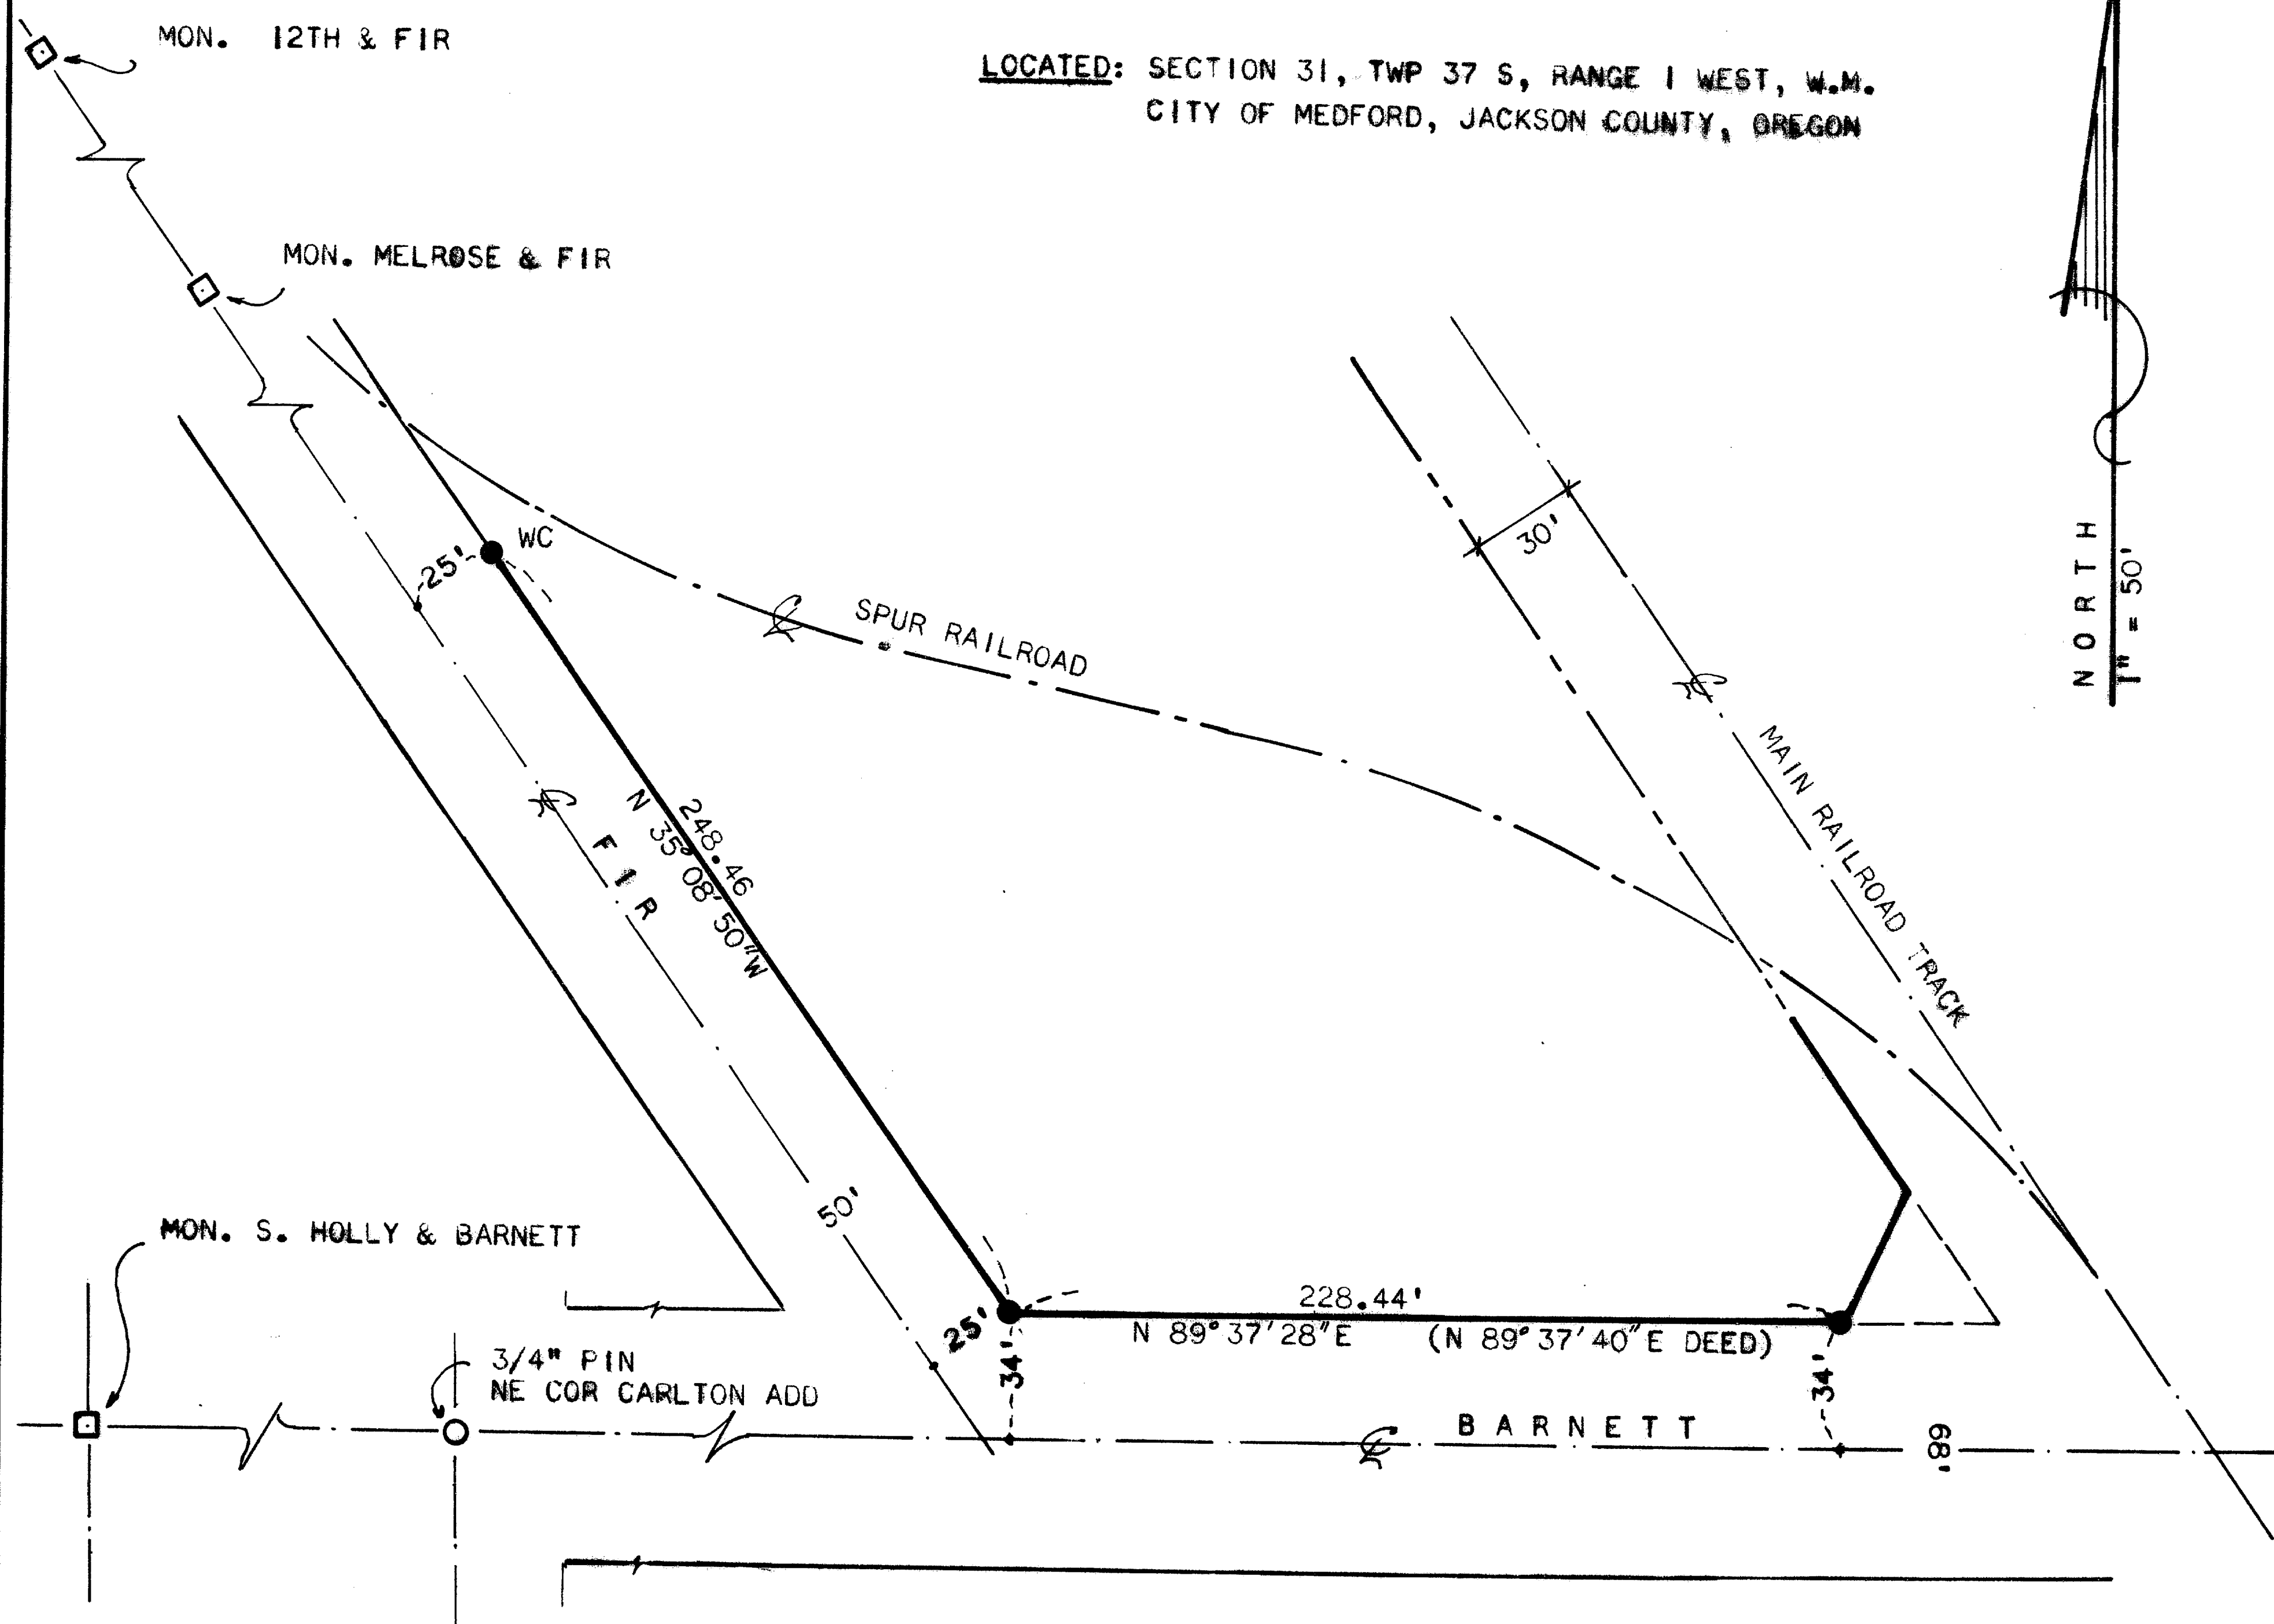 MON. 12TH & FIR
LOCATED: SECTION 31, TWP 37 S, RANGE 1 WEST, W.M.
CITY OF MEDFORD, JACKSON COUNTY, OREGON
MON. MELROSE & FIR
NORTH
1" = 50'
WC
25'
30'
SPUR RAILROAD
MAIN RAILROAD TRACK
248.46
N 35° 08' 50" W
FIR
50'
MON. S. HOLLY & BARNETT
228.44'
N 89° 37' 28" E (N 89° 37' 40" E DEED)
25'
34'
34'
3/4" PIN
NE COR CARLTON ADD
BARNETT
68'